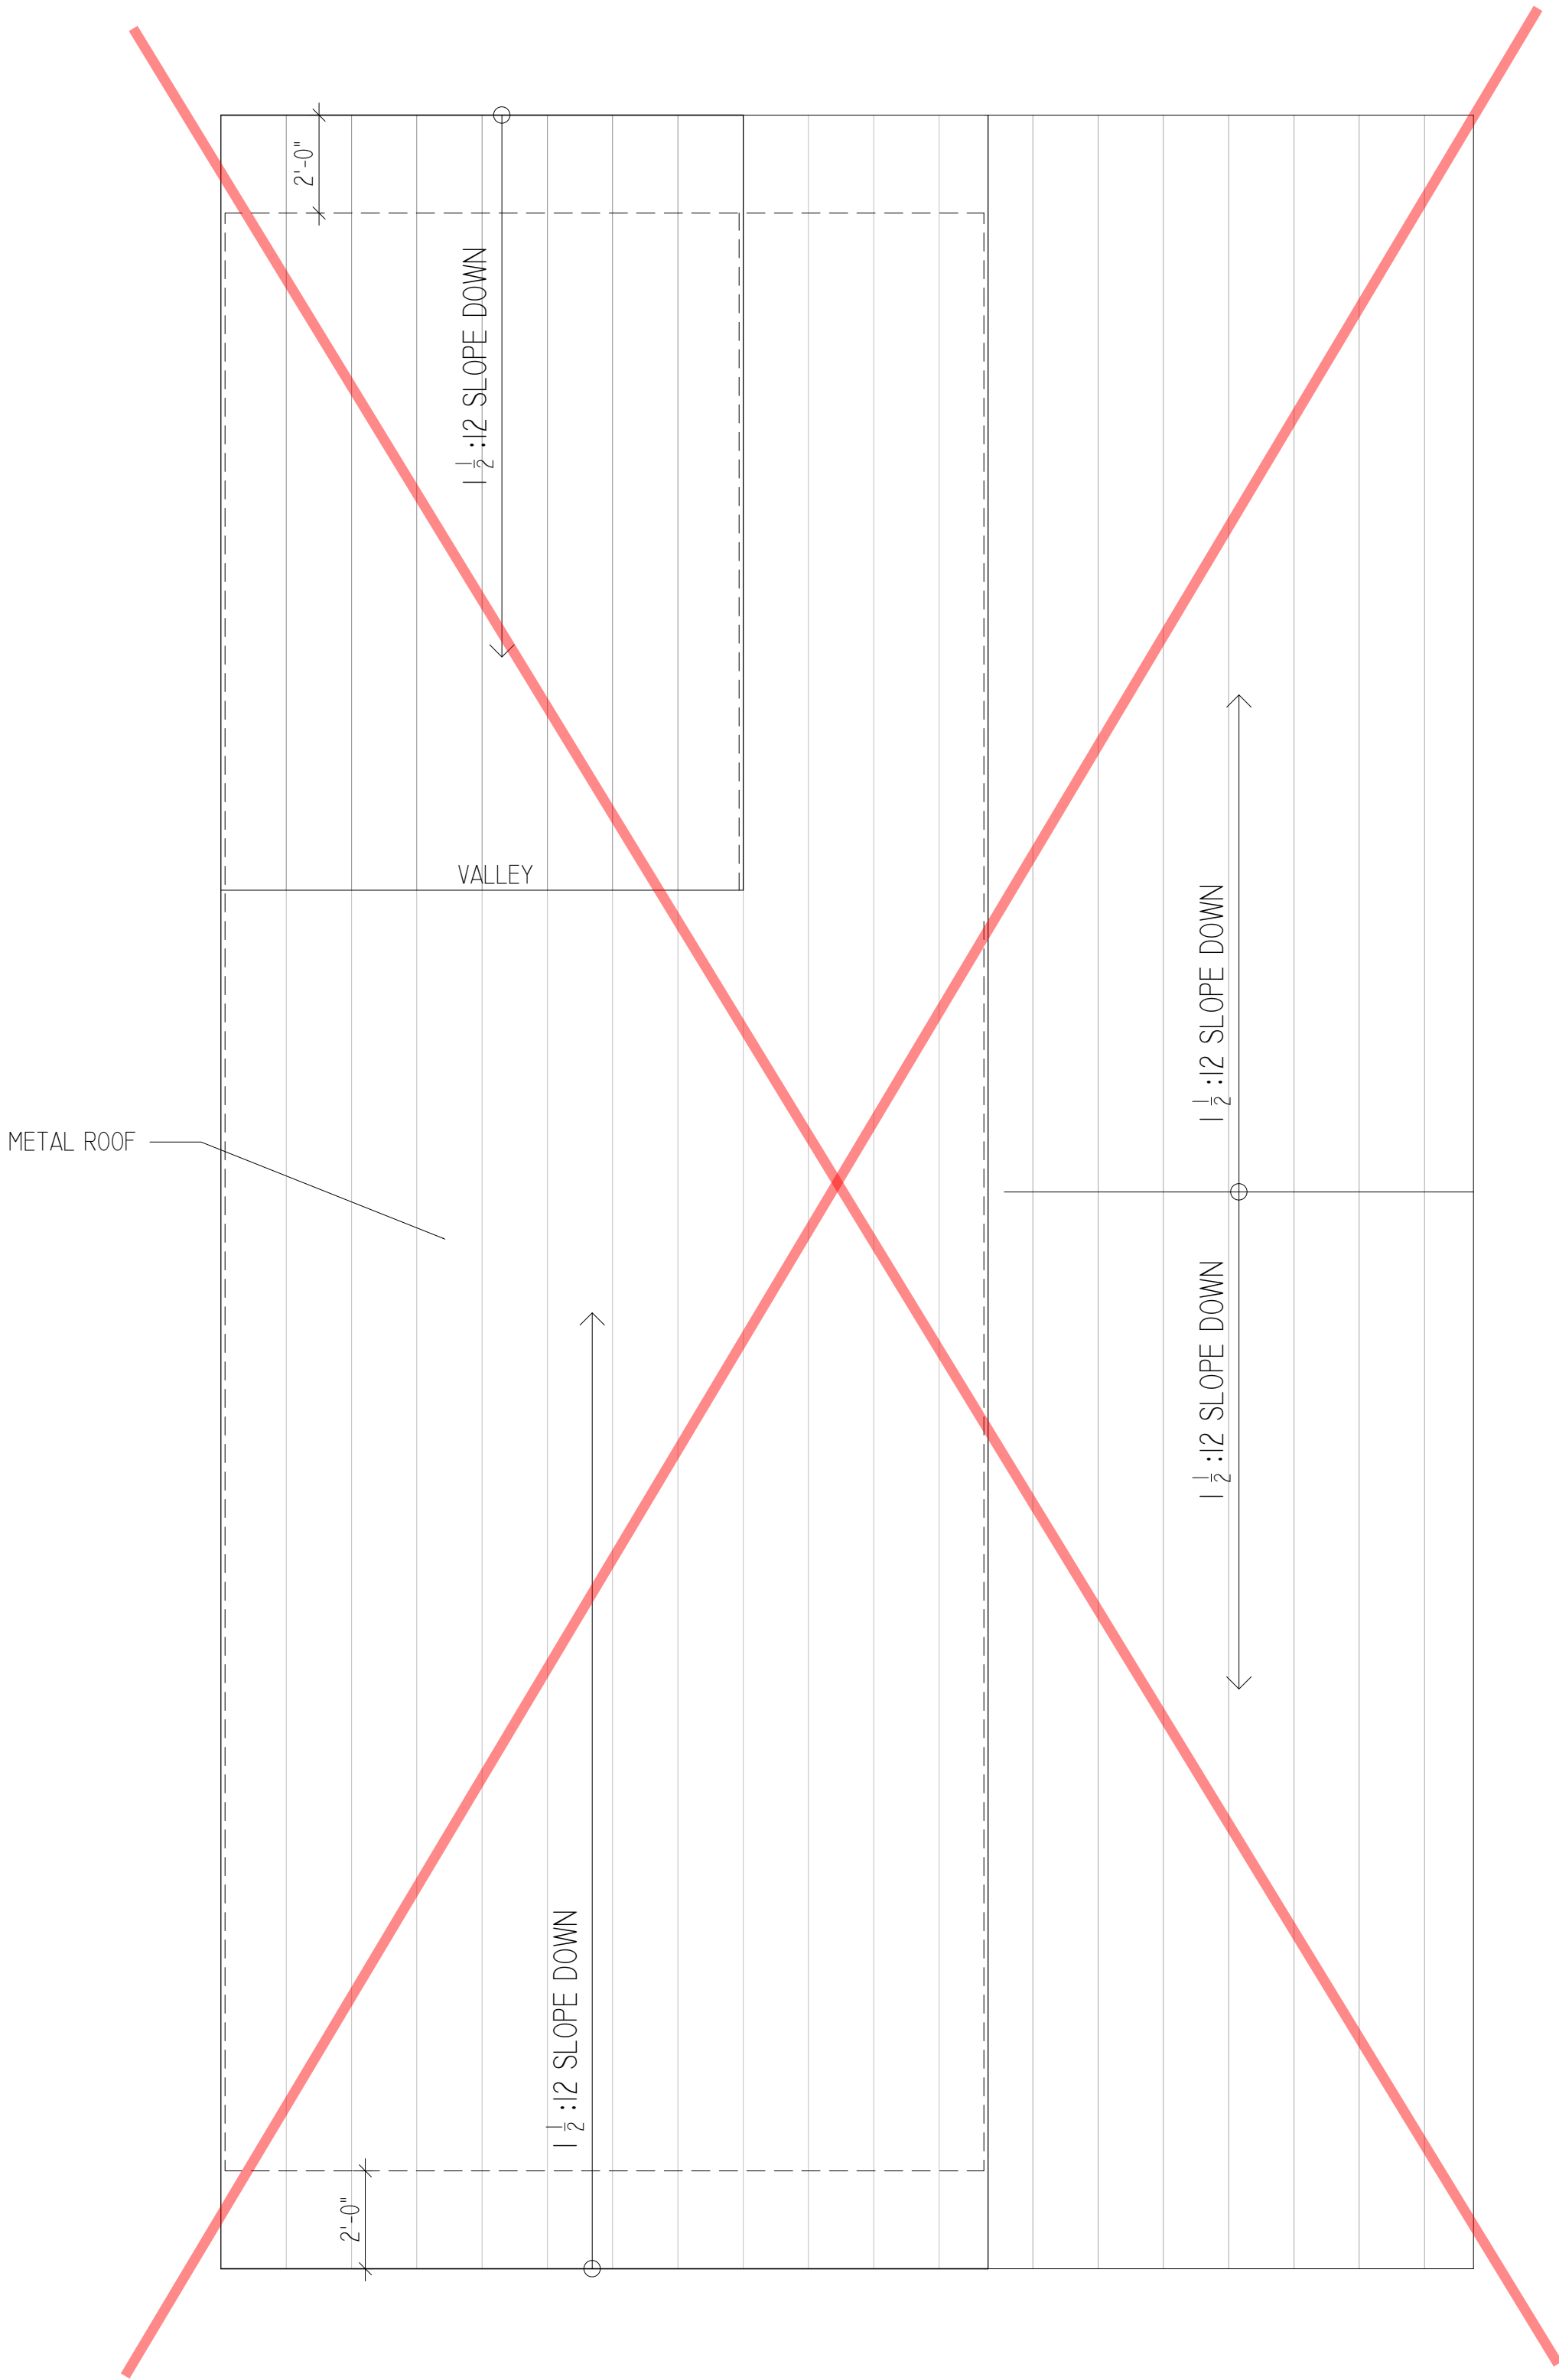 2'-0"
1 1/2 :12 SLOPE DOWN
VALLEY
1 1/2 :12 SLOPE DOWN
METAL ROOF
1 1/2 :12 SLOPE DOWN
1 1/2 :12 SLOPE DOWN
2'-0"